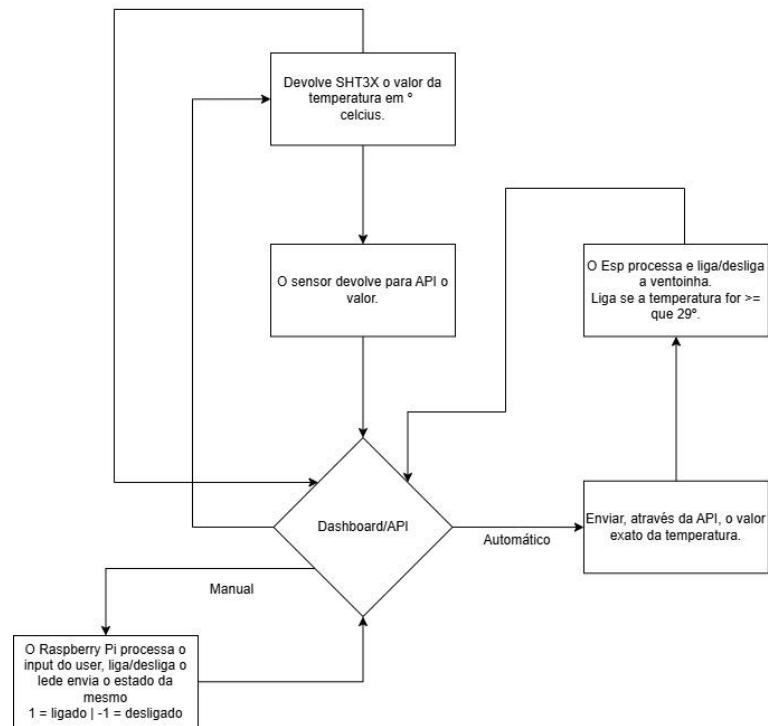 Devolve SHT3X o valor da
temperatura em º
celcius.
O sensor devolve para API o
valor.
O Esp processa e liga/desliga
a ventoinha.
Liga se a temperatura for >=
que 29º.
Dashboard/API
Automático
Enviar, através da API, o valor
exato da temperatura.
Manual
O Raspberry Pi processa o
input do user, liga/desliga o
lede envia o estado da
mesmo
1 = ligado | -1 = desligado